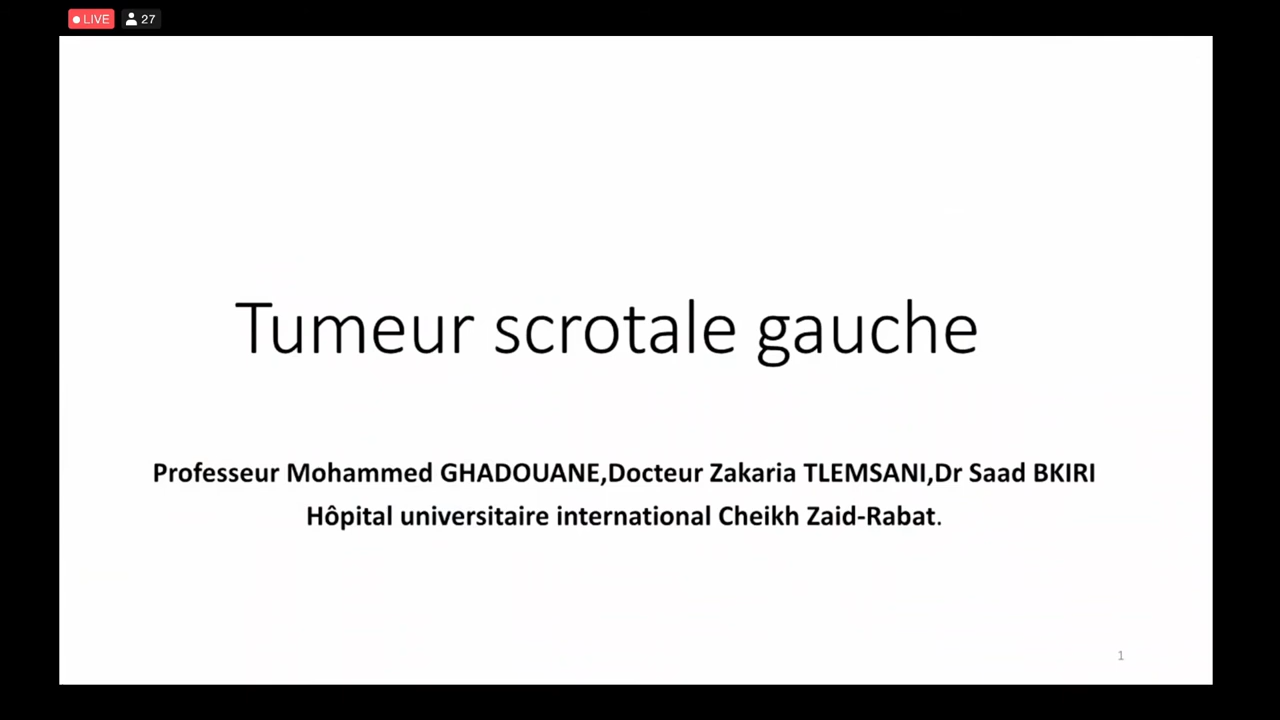 LIVE 27
Tumeur scrotale gauche
Professeur Mohammed GHADOUANE,Docteur Zakaria TLEMSANI,Dr Saad BKIRI
Hôpital universitaire international Cheikh Zaid-Rabat.
1